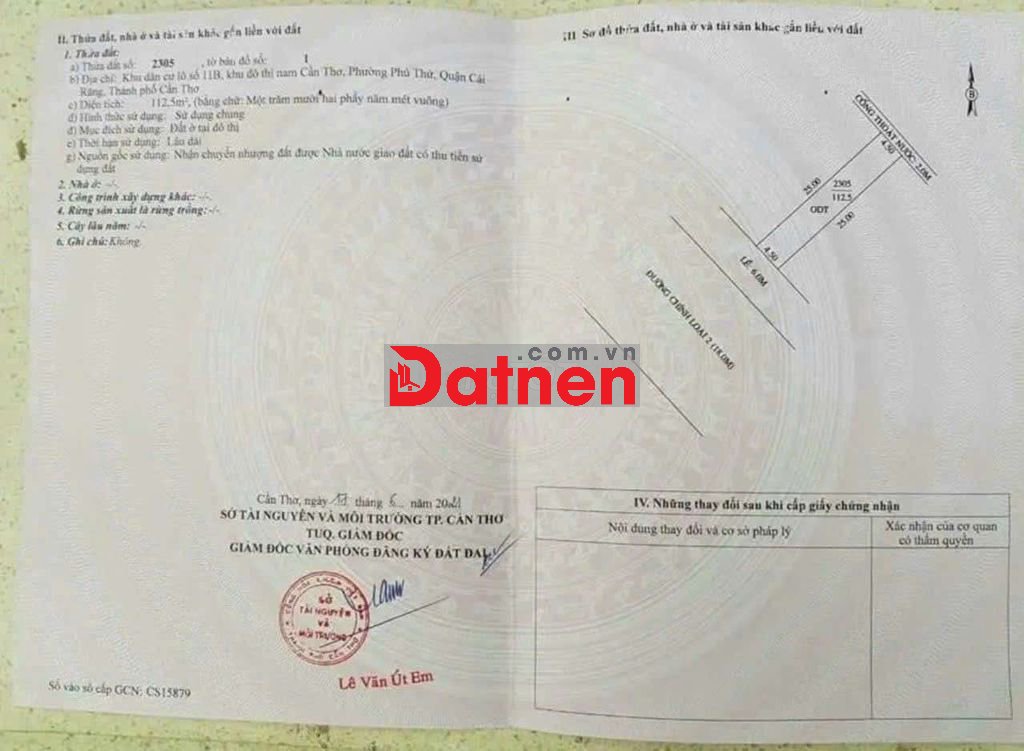 II. Thửa đất, nhà ở và tài sản khác gắn liền với đất
1. Thửa đất:
a) Thửa đất số: 2305 , tờ bản đồ số: 1
b) Địa chỉ: Khu dân cư lô số 11B, khu đô thị nam Cần Thơ, Phường Phú Thứ, Quận Cái
Răng, Thành phố Cần Thơ
c) Diện tích: 112,5m², (bằng chữ: Một trăm mười hai phẩy năm mét vuông)
d) Hình thức sử dụng: Sử dụng chung
đ) Mục đích sử dụng: Đất ở tại đô thị
e) Thời hạn sử dụng: Lâu dài
g) Nguồn gốc sử dụng: Nhận chuyển nhượng đất được Nhà nước giao đất có thu tiền sử
dụng đất
2. Nhà ở: -/-.
3. Công trình xây dựng khác: -/-.
4. Rừng sản xuất là rừng trồng: -/-
5. Cây lâu năm: -/-
6. Ghi chú: Không.
Cần Thơ, ngày tháng 6 năm
SỞ TÀI NGUYÊN VÀ MÔI TRƯỜNG TP. CẦN THƠ
TUQ. GIÁM ĐỐC
GIÁM ĐỐC VĂN PHÒNG ĐĂNG KÝ ĐẤT ĐAI
SỞ
TÀI NGUYÊN
VÀ
MÔI TRƯỜNG
Lê Văn Út Em
Số vào sổ cấp GCN: CS15879
III Sơ đồ thửa đất, nhà ở và tài sản khác gắn liền với đất
B
CỐNG THOÁT NƯỚC 2.0M
4.50
25.00
2305
112.5
ODT
25.00
4.50
LỀ 6.0M
ĐƯỜNG CHÍNH LOẠI 2 (18.0M)
.com.vn
Datnen
IV. Những thay đổi sau khi cấp giấy chứng nhận
Nội dung thay đổi và cơ sở pháp lý
Xác nhận của cơ quan
có thẩm quyền